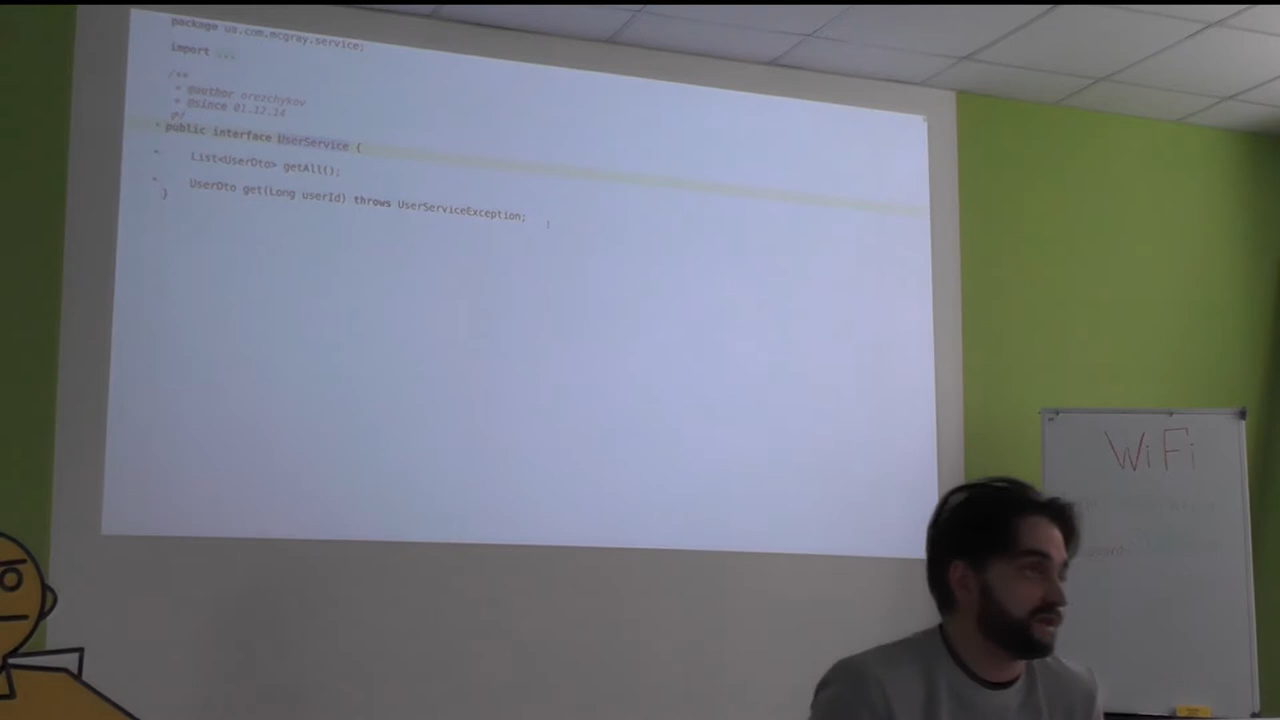 package ua.com.mcgray.service;
import ...
/**
* @author orezchykov
* @since 01.12.14
*/
public interface UserService {
List<UserDto> getAll();
UserDto get(Long userId) throws UserServiceException;
}
WiFi